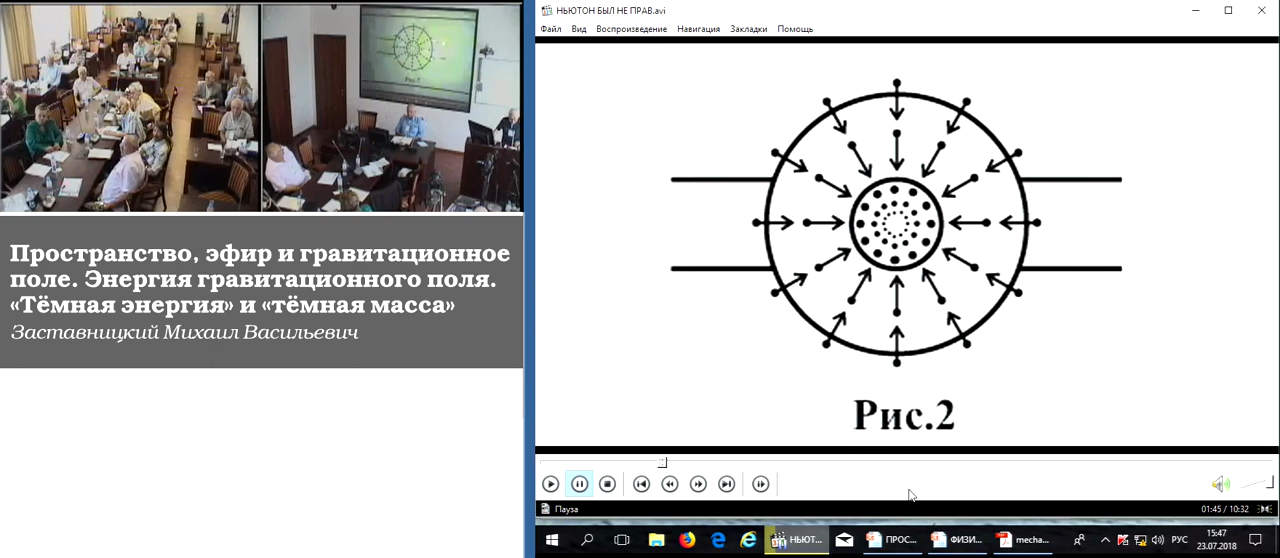 Пространство, эфир и гравитационное
поле. Энергия гравитационного поля.
«Тёмная энергия» и «тёмная масса»
Заставницкий Михаил Васильевич
НЬЮТОН БЫЛ НЕ ПРАВ.avi
Файл Вид Воспроизведение Навигация Закладки Помощь
Рис.2
Пауза
01:45 / 10:32
НЬЮТ...
ПРОС...
ФИЗИ...
mecha...
РУС
15:47
23.07.2018